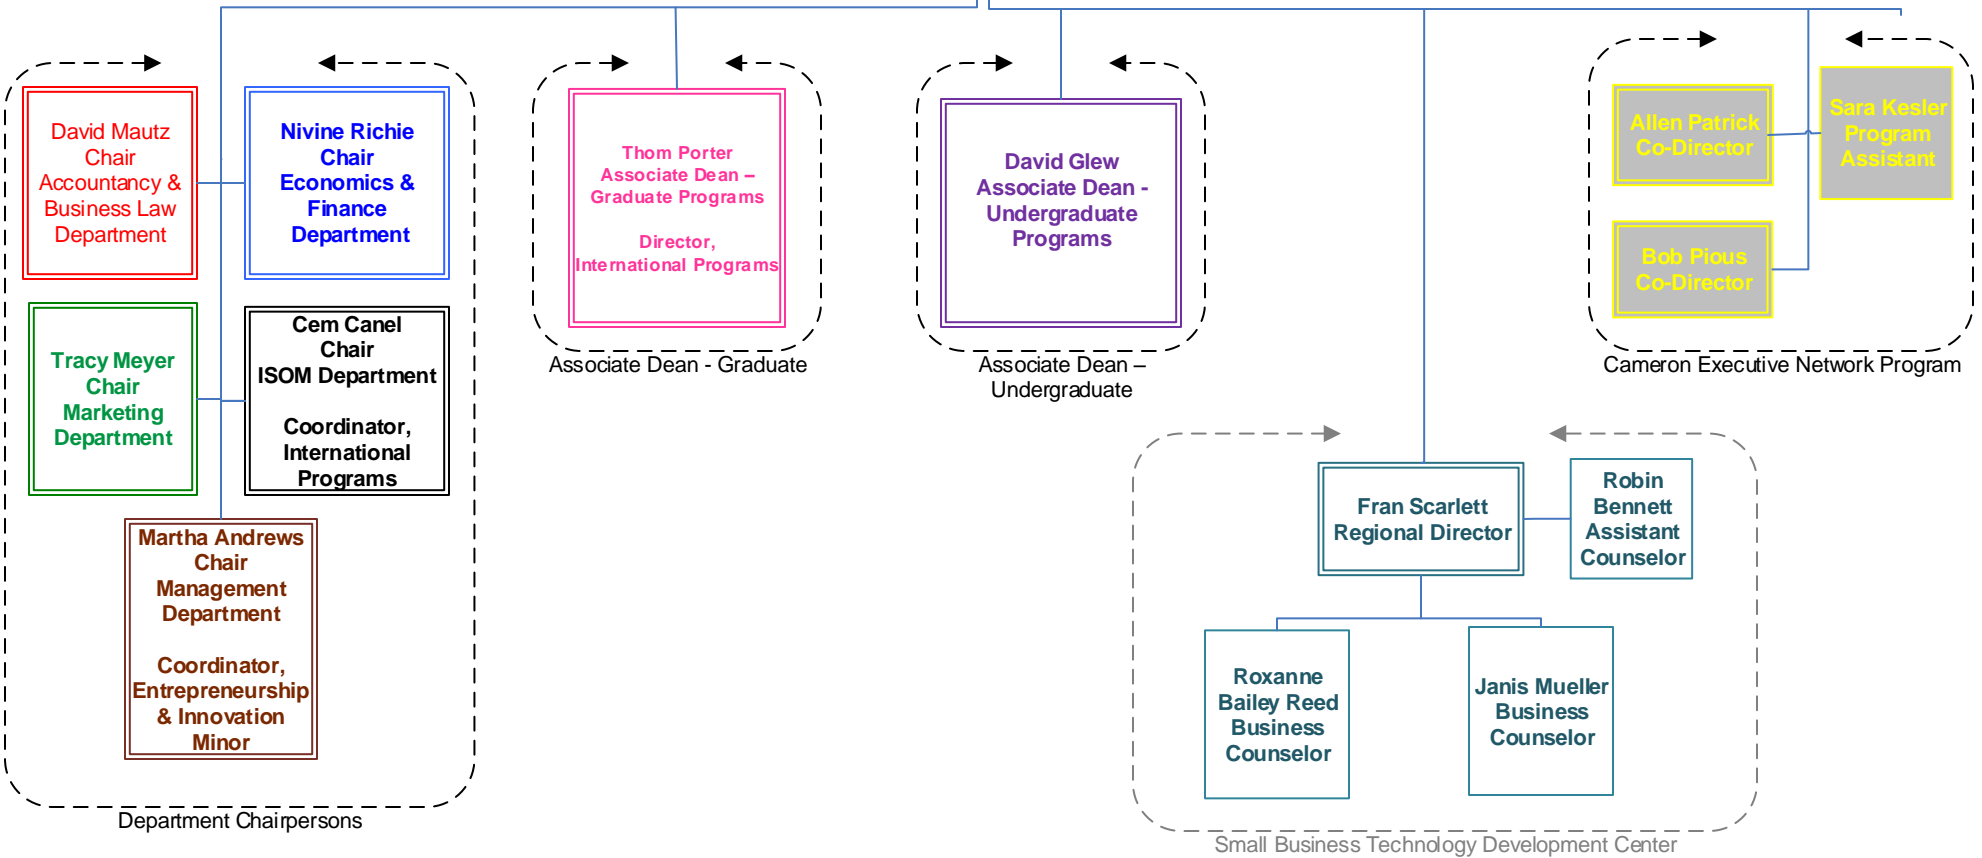 David Mautz
Chair
Accountancy &
Business Law
Department
Nivine Richie
Chair
Economics &
Finance
Department
Tracy Meyer
Chair
Marketing
Department
Cem Canel
Chair
ISOM Department
Coordinator,
International
Programs
Martha Andrews
Chair
Management
Department
Coordinator,
Entrepreneurship
& Innovation
Minor
Department Chairpersons
Thom Porter
Associate Dean –
Graduate Programs
Director,
International Programs
Associate Dean - Graduate
David Glew
Associate Dean -
Undergraduate
Programs
Associate Dean –
Undergraduate
Allen Patrick
Co-Director
Sara Kesler
Program
Assistant
Bob Pious
Co-Director
Cameron Executive Network Program
Fran Scarlett
Regional Director
Robin
Bennett
Assistant
Counselor
Roxanne
Bailey Reed
Business
Counselor
Janis Mueller
Business
Counselor
Small Business Technology Development Center